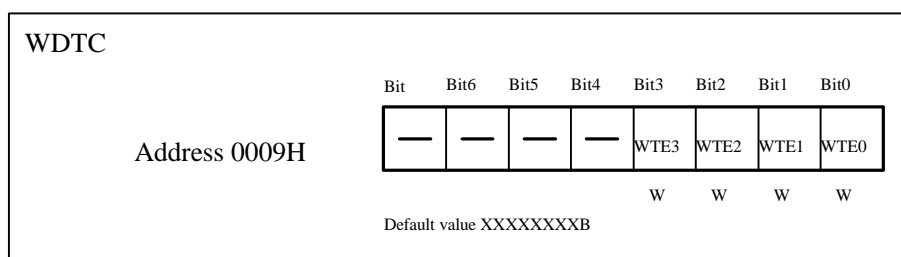 WDTC
Bit Bit6 Bit5 Bit4 Bit3 Bit2 Bit1 Bit0
Address 0009H — — — — WTE3 WTE2 WTE1 WTE0
W W W W
Default value XXXXXXXXB